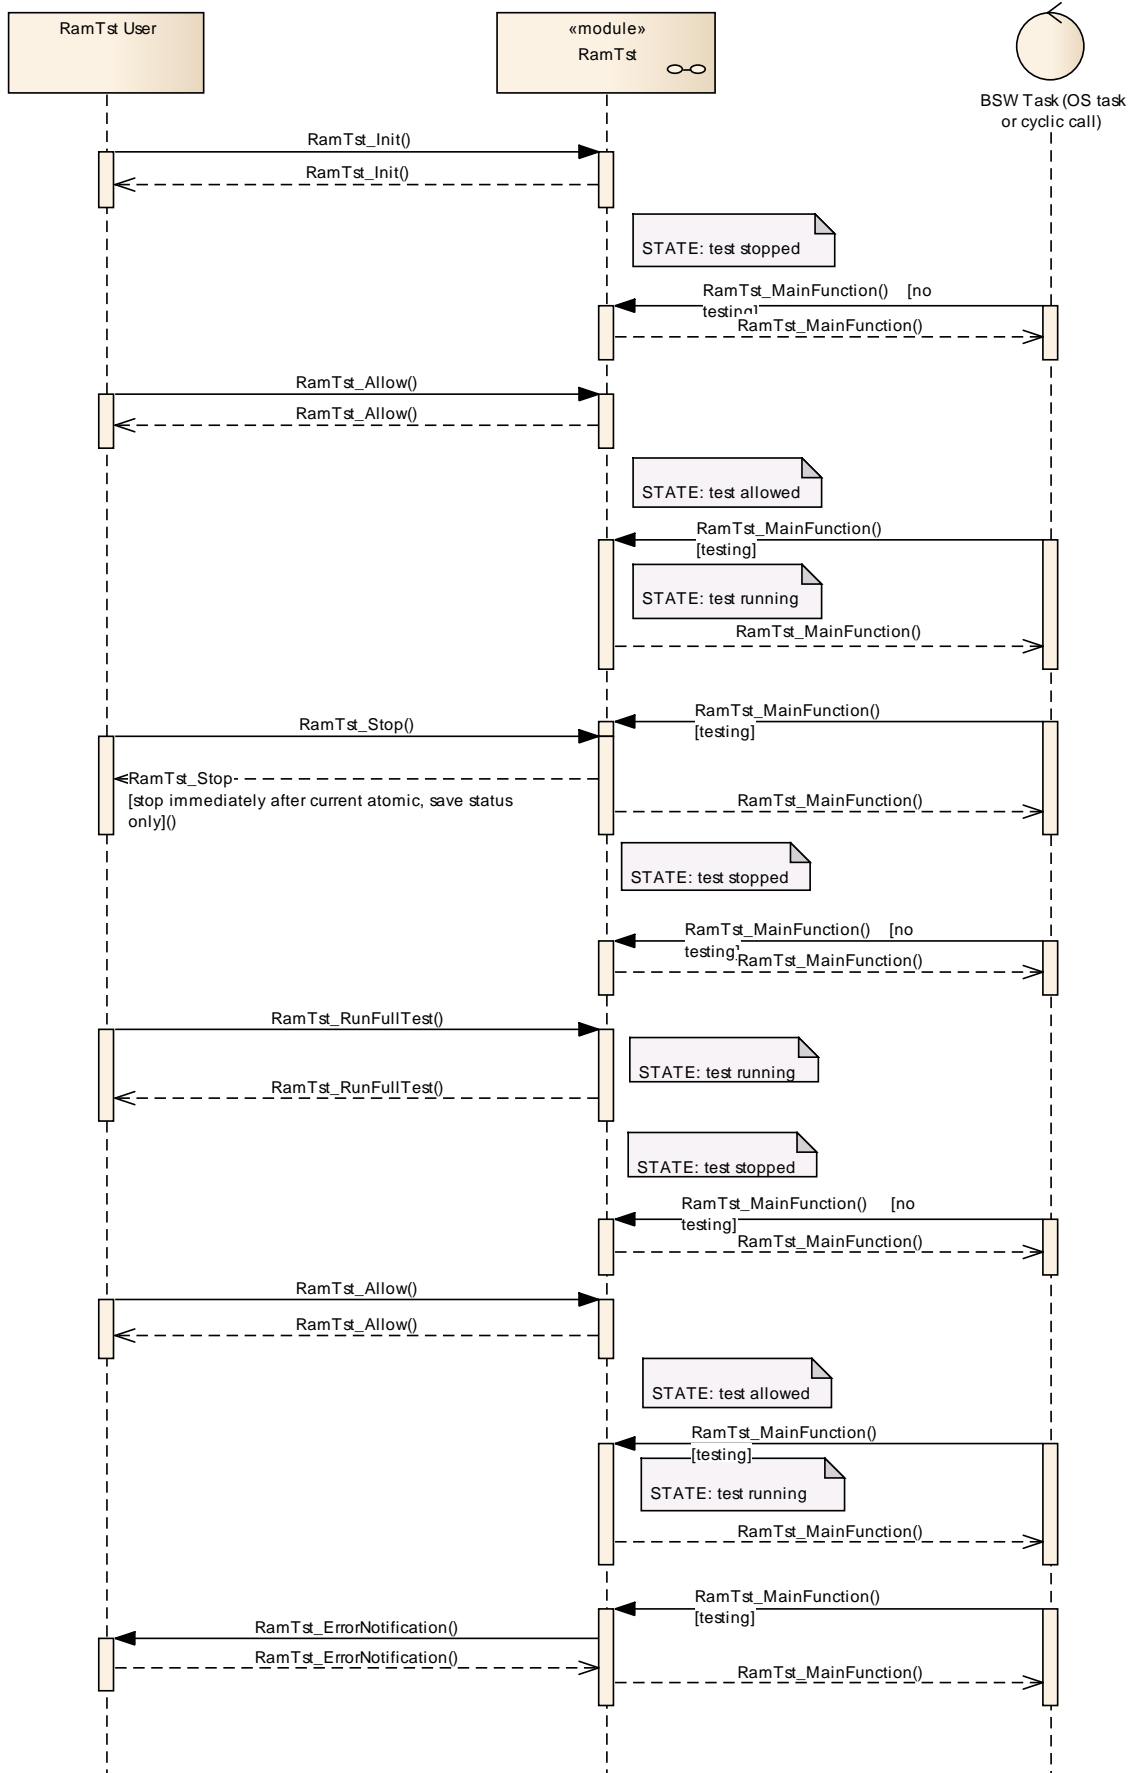 RamTst User
«module»
RamTst
BSW Task (OS task
or cyclic call)
RamTst_Init()
RamTst_Init()
STATE: test stopped
RamTst_MainFunction() [no
testing]
RamTst_MainFunction()
RamTst_Allow()
RamTst_Allow()
STATE: test allowed
RamTst_MainFunction()
[testing]
STATE: test running
RamTst_MainFunction()
RamTst_MainFunction()
[testing]
RamTst_Stop()
RamTst_Stop
[stop immediately after current atomic, save status
only]()
RamTst_MainFunction()
STATE: test stopped
RamTst_MainFunction() [no
testing]
RamTst_MainFunction()
RamTst_RunFullTest()
STATE: test running
RamTst_RunFullTest()
STATE: test stopped
RamTst_MainFunction() [no
testing]
RamTst_MainFunction()
RamTst_Allow()
RamTst_Allow()
STATE: test allowed
RamTst_MainFunction()
[testing]
STATE: test running
RamTst_MainFunction()
RamTst_MainFunction()
[testing]
RamTst_ErrorNotification()
RamTst_ErrorNotification()
RamTst_MainFunction()